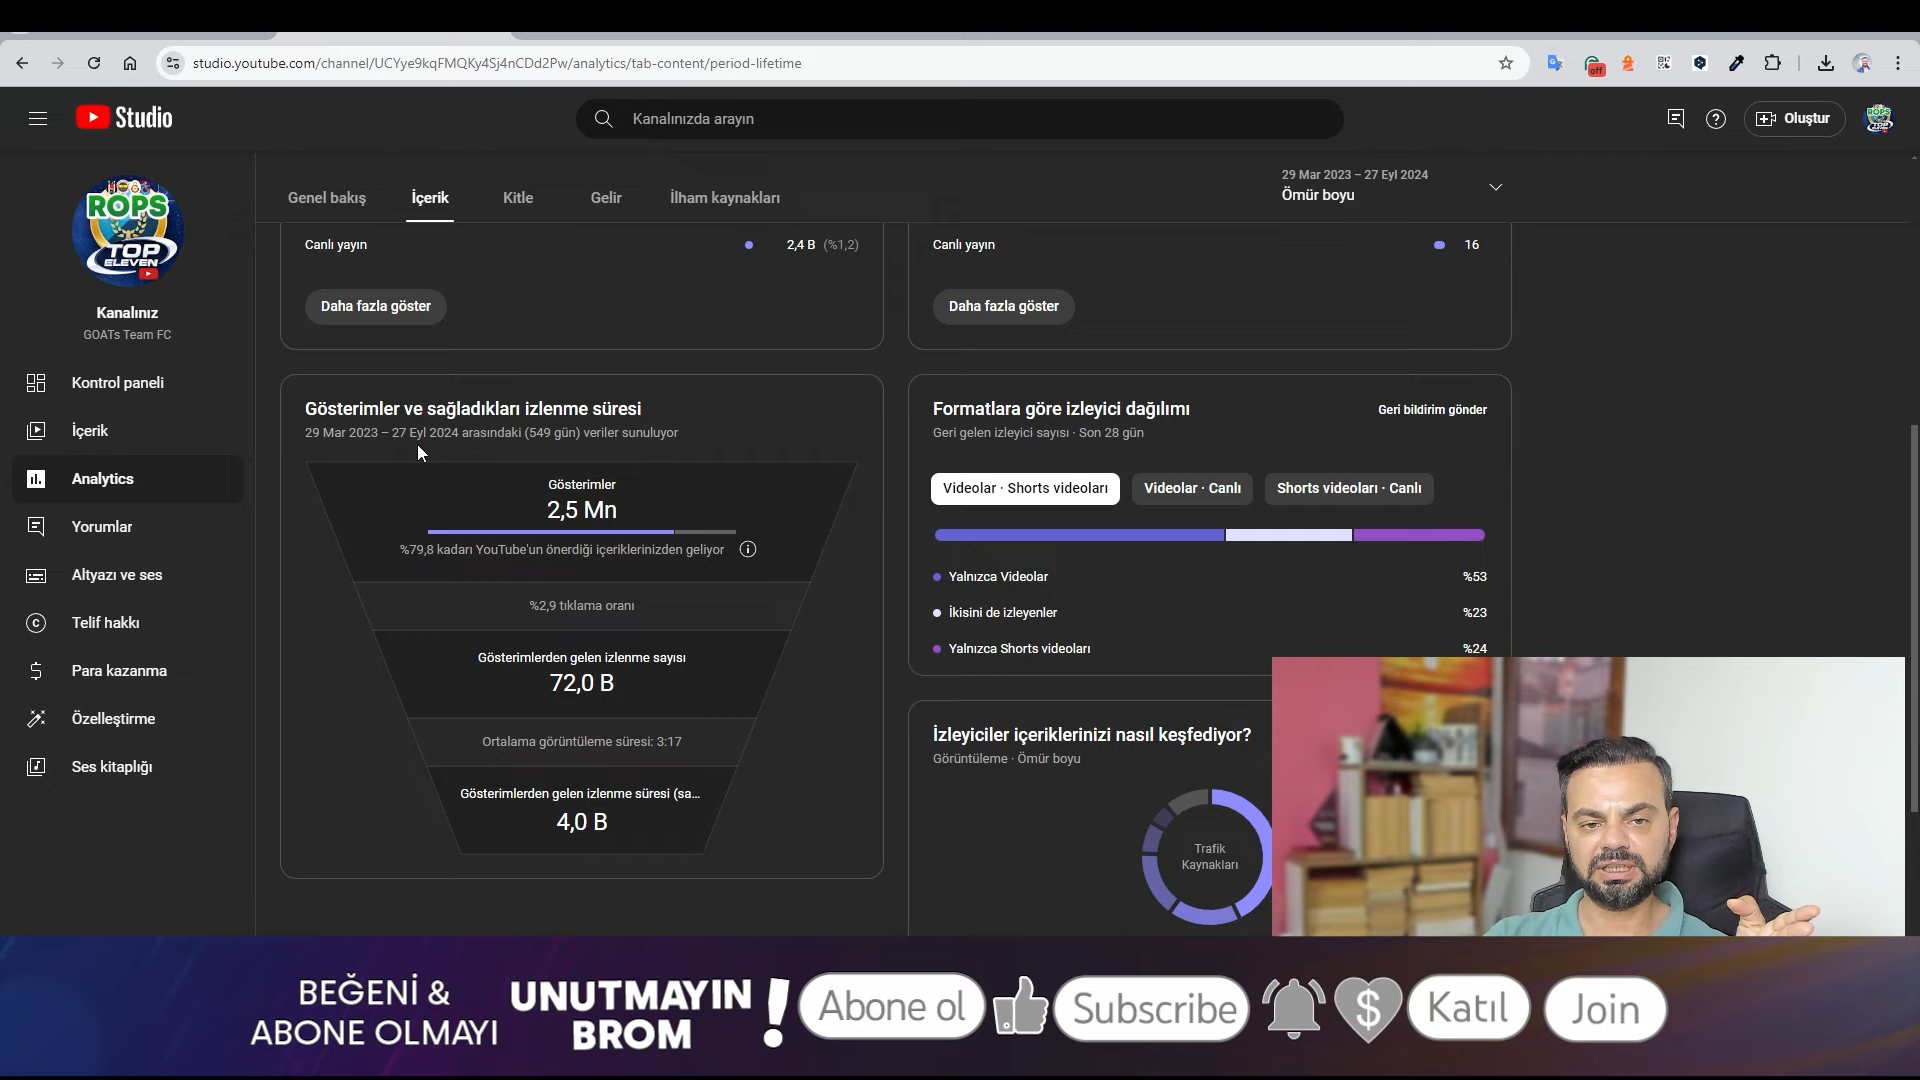 studio.youtube.com/channel/UCYye9kqFMQKy4Sj4nCDd2Pw/analytics/tab-content/period-lifetime
off
Studio
Kanalınızda arayın
Oluştur
ROPS
TOP
ELEVEN
Kanalınız
GOATs Team FC
Kontrol paneli
İçerik
Analytics
Yorumlar
Altyazı ve ses
Telif hakkı
Para kazanma
Özelleştirme
Ses kitaplığı
Genel bakış
İçerik
Kitle
Gelir
İlham kaynakları
29 Mar 2023 – 27 Eyl 2024
Ömür boyu
Canlı yayın
2,4 B (%1,2)
Daha fazla göster
Canlı yayın
16
Daha fazla göster
Gösterimler ve sağladıkları izlenme süresi
29 Mar 2023 – 27 Eyl 2024 arasındaki (549 gün) veriler sunuluyor
Gösterimler
2,5 Mn
%79,8 kadarı YouTube'un önerdiği içeriklerinizden geliyor
%2,9 tıklama oranı
Gösterimlerden gelen izlenme sayısı
72,0 B
Ortalama görüntüleme süresi: 3:17
Gösterimlerden gelen izlenme süresi (sa...
4,0 B
Formatlara göre izleyici dağılımı
Geri bildirim gönder
Geri gelen izleyici sayısı · Son 28 gün
Videolar · Shorts videoları
Videolar · Canlı
Shorts videoları · Canlı
Yalnızca Videolar
%53
İkisini de izleyenler
%23
Yalnızca Shorts videoları
%24
İzleyiciler içeriklerinizi nasıl keşfediyor?
Görüntüleme · Ömür boyu
Trafik
Kaynakları
BEĞENİ &
ABONE OLMAYI
UNUTMAYIN
BROM
!
Abone ol
Subscribe
$
Katıl
Join